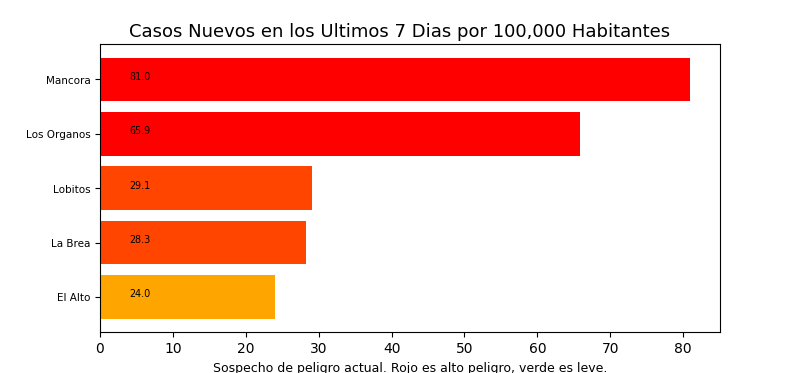 Casos Nuevos en los Ultimos 7 Dias por 100,000 Habitantes
Mancora 81.0
Los Organos 65.9
Lobitos 29.1
La Brea 28.3
El Alto 24.0
0 10 20 30 40 50 60 70 80
Sospecho de peligro actual. Rojo es alto peligro, verde es leve.